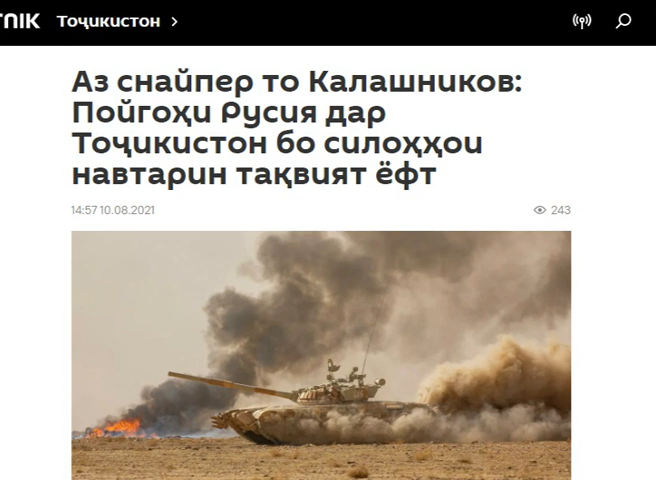 Тоҷикистон
Аз снайпер то Калашников:
Пойгоҳи Русия дар
Тоҷикистон бо силоҳҳои
навтарин тақвият ёфт
14:57 10.08.2021
243